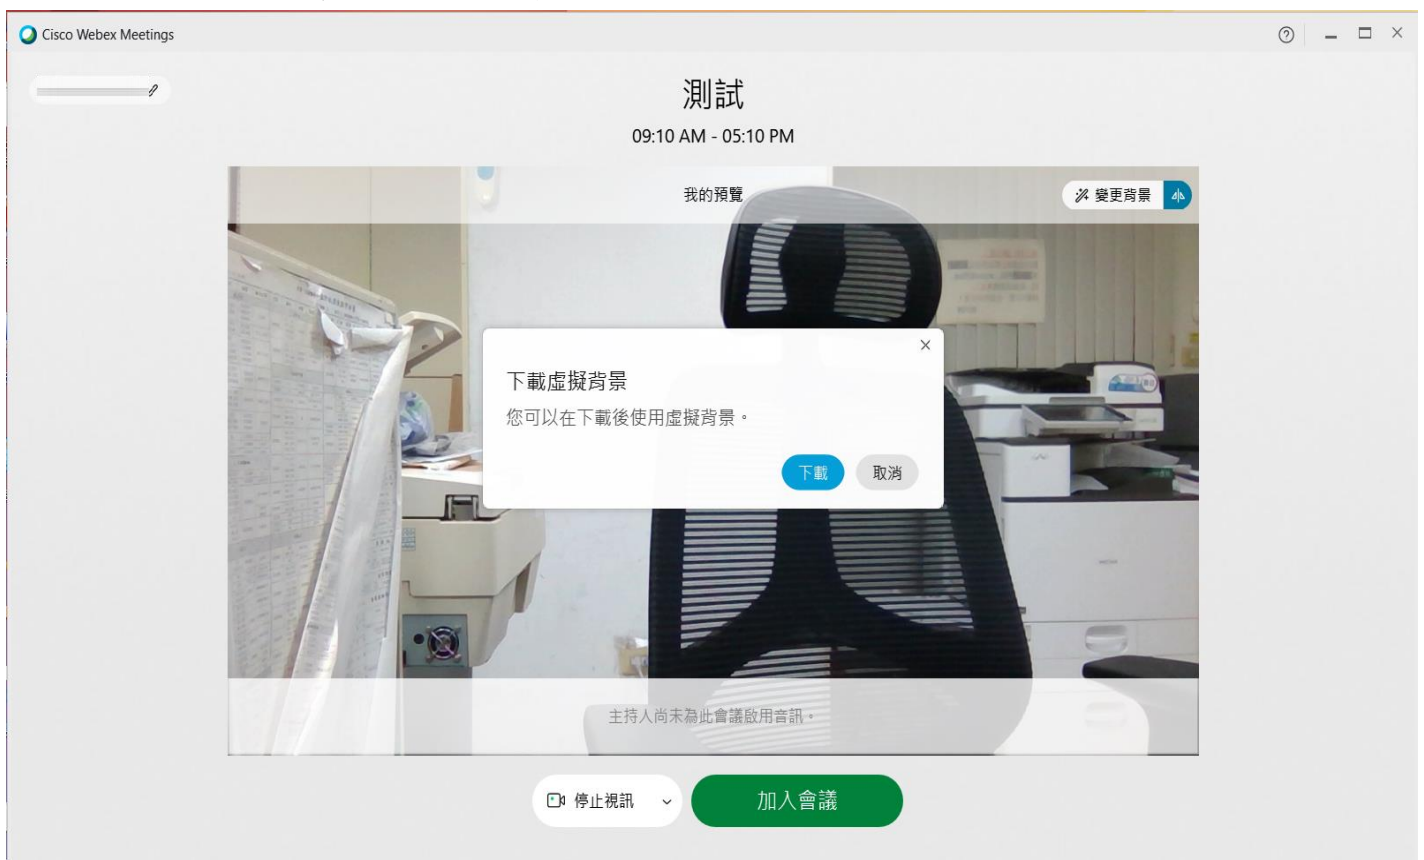 Cisco Webex Meetings
測試
09:10 AM - 05:10 PM
我的預覽
變更背景
下載虛擬背景
您可以在下載後使用虛擬背景。
下載
取消
主持人尚未為此會議啟用音訊。
停止視訊
加入會議